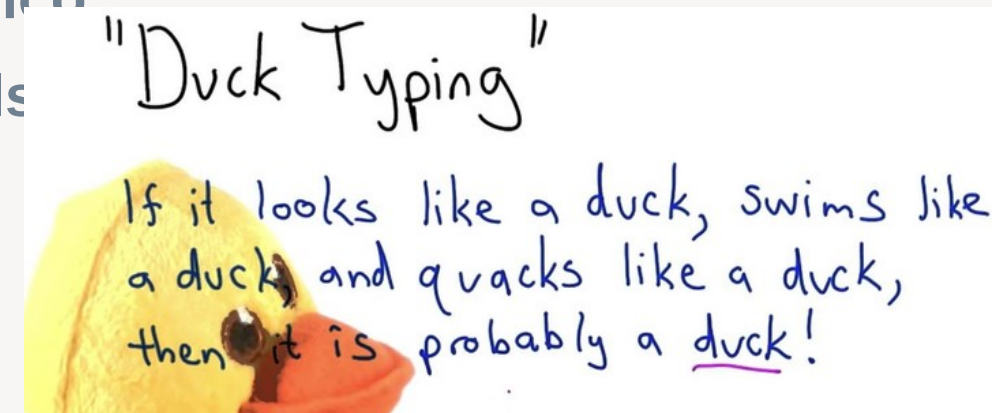 "Duck Typing"
If it looks like a duck, swims like
a duck, and quacks like a duck,
then it is probably a duck!